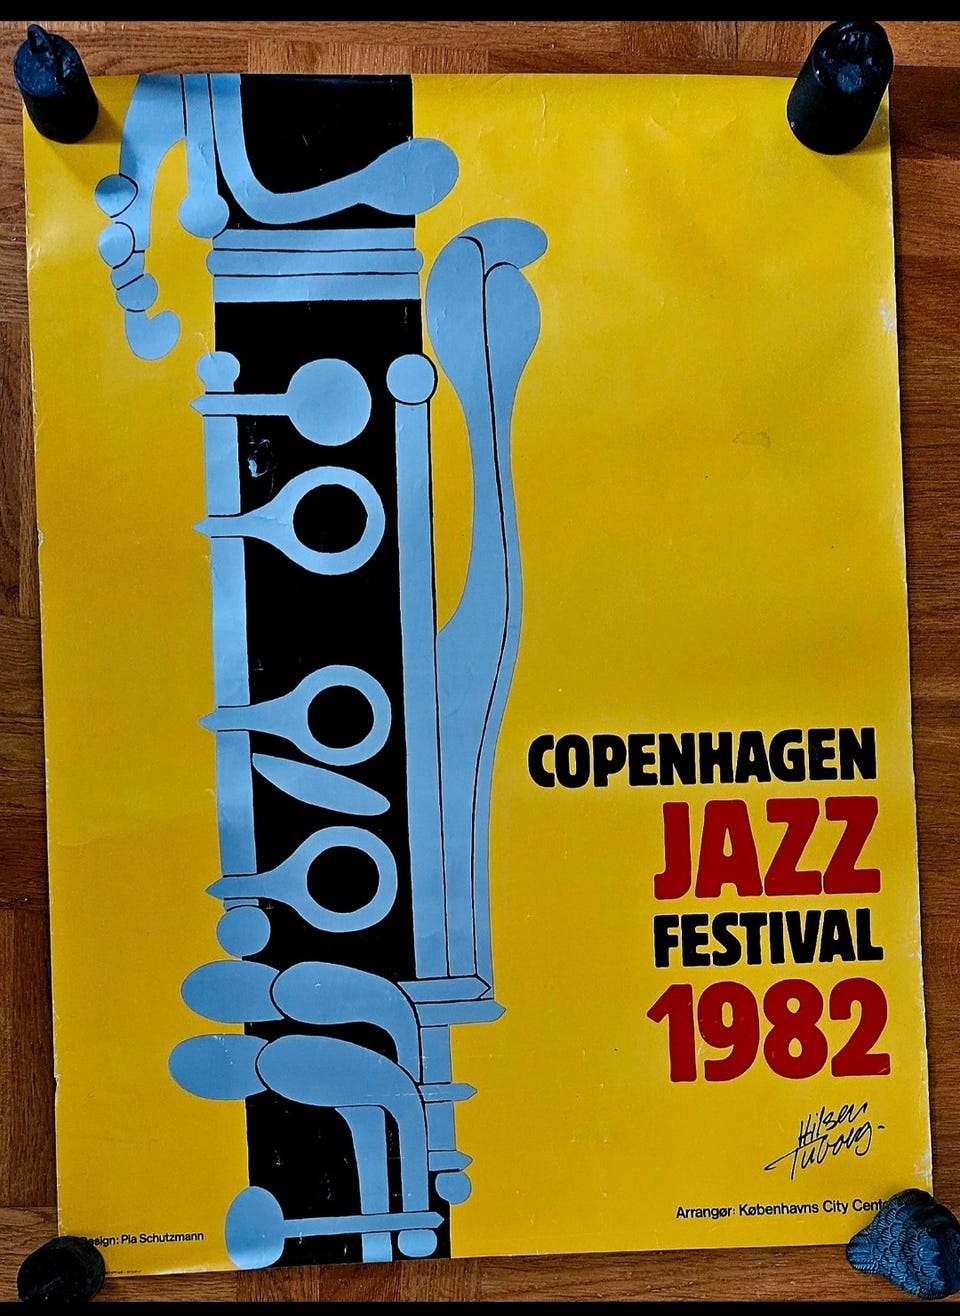 COPENHAGEN
JAZZ
FESTIVAL
1982
Hilsen
Tuborg.
Arrangør: Københavns City Cent
Design: Pia Schutzmann